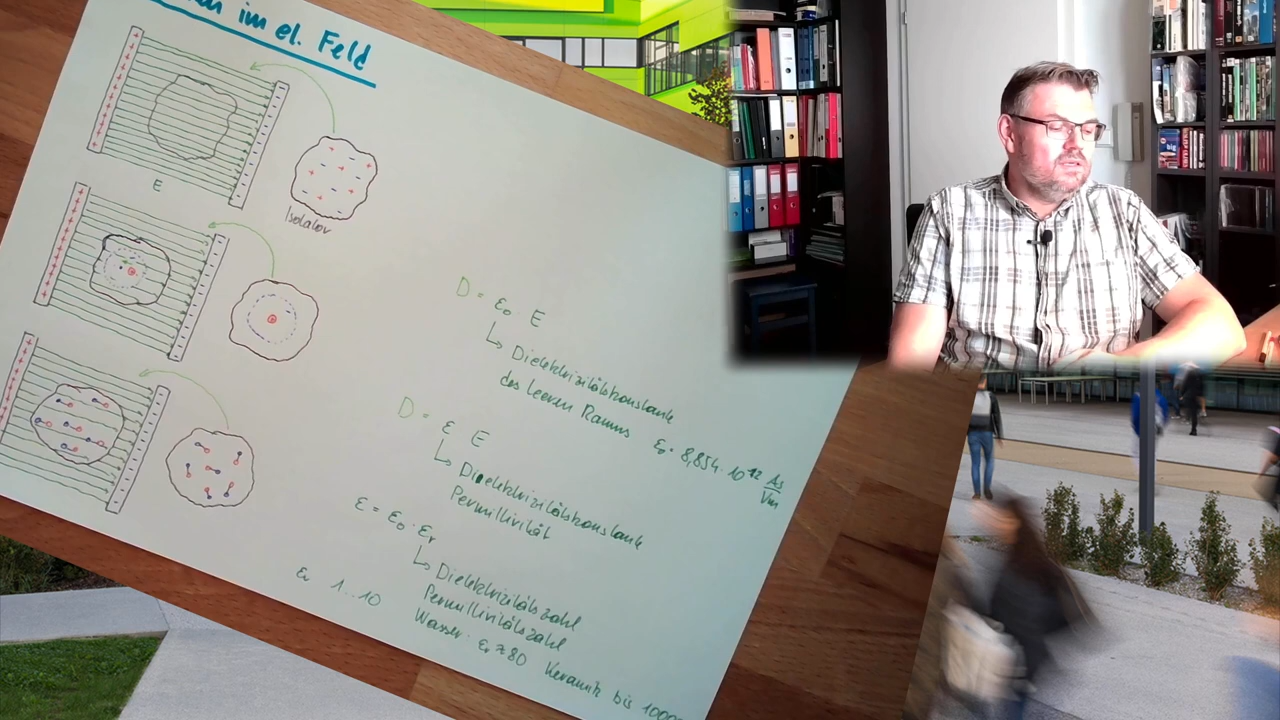 im el. Feld
E
Isolator
D = ε₀ E
↳ Dielektrizitätskonstante
des leeren Raums ε₀ = 8,854 · 10⁻¹² As/Vm
D = ε E
↳ Dielektrizitätskonstante
Permittivität
ε = ε₀ · εᵣ
↳ Dielektrizitätszahl
Permittivitätszahl
εᵣ 1...10
Wasser: εᵣ ≈ 80 Keramik bis